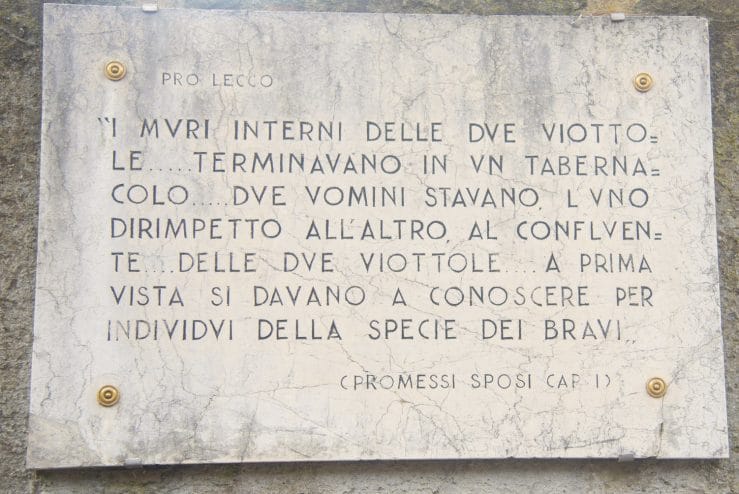 PRO LECCO
“I MVRI INTERNI DELLE DVE VIOTTO=
LE.....TERMINAVANO IN VN TABERNA=
COLO.....DVE VOMINI STAVANO, L'VNO
DIRIMPETTO ALL'ALTRO, AL CONFLVEN=
TE....DELLE DVE VIOTTOLE....A PRIMA
VISTA SI DAVANO A CONOSCERE PER
INDIVIDVI DELLA SPECIE DEI BRAVI„
(PROMESSI SPOSI CAP. I)